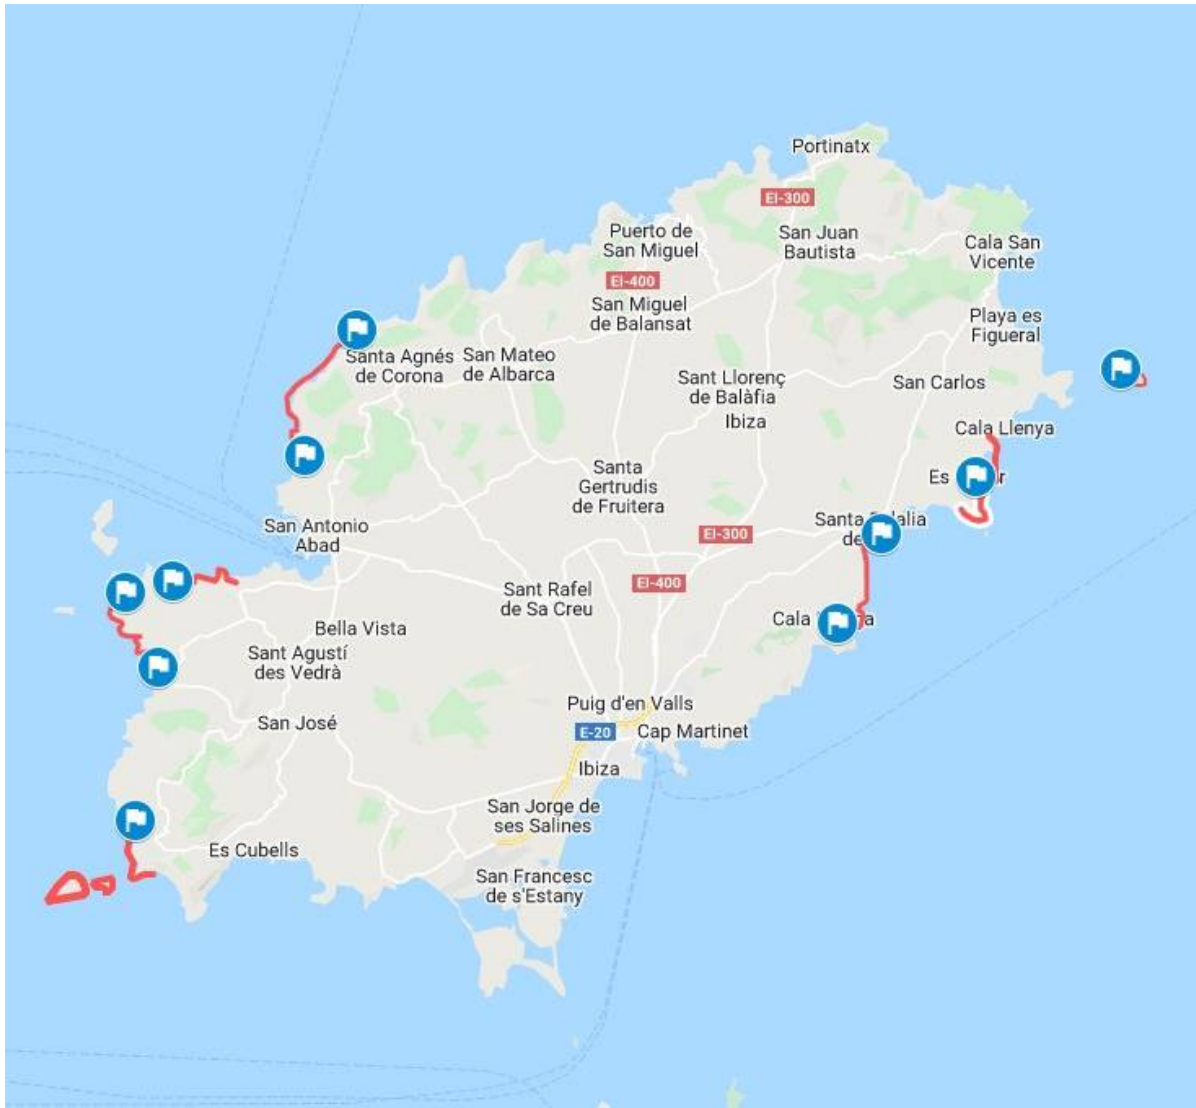 Portinatx
EI-300
San Juan
Bautista
Puerto de
San Miguel
Cala San
Vicente
EI-400
San Miguel
de Balansat
Playa es
Figueral
Santa Agnés
de Corona
San Mateo
de Albarca
Sant Llorenç
de Balàfia
San Carlos
Ibiza
Cala Llenya
Santa
Gertrudis
de Fruitera
Es
San Antonio
Abad
EI-300
Santa
de
EI-400
Sant Rafel
de Sa Creu
Cala
Bella Vista
Sant Agustí
des Vedrà
Puig d'en Valls
San José
E-20
Cap Martinet
Ibiza
San Jorge de
ses Salines
Es Cubells
San Francesc
de s'Estany